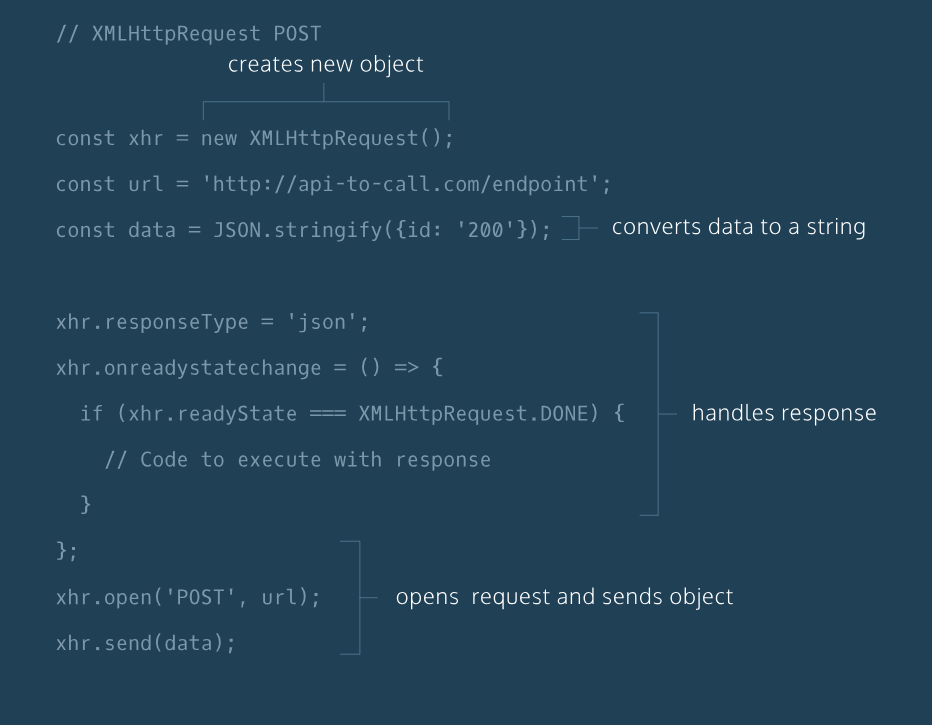 // XMLHttpRequest POST
creates new object
const xhr = new XMLHttpRequest();
const url = 'http://api-to-call.com/endpoint';
const data = JSON.stringify({id: '200'});
converts data to a string
xhr.responseType = 'json';
xhr.onreadystatechange = () => {
if (xhr.readyState === XMLHttpRequest.DONE) {
handles response
// Code to execute with response
}
};
xhr.open('POST', url);
opens request and sends object
xhr.send(data);